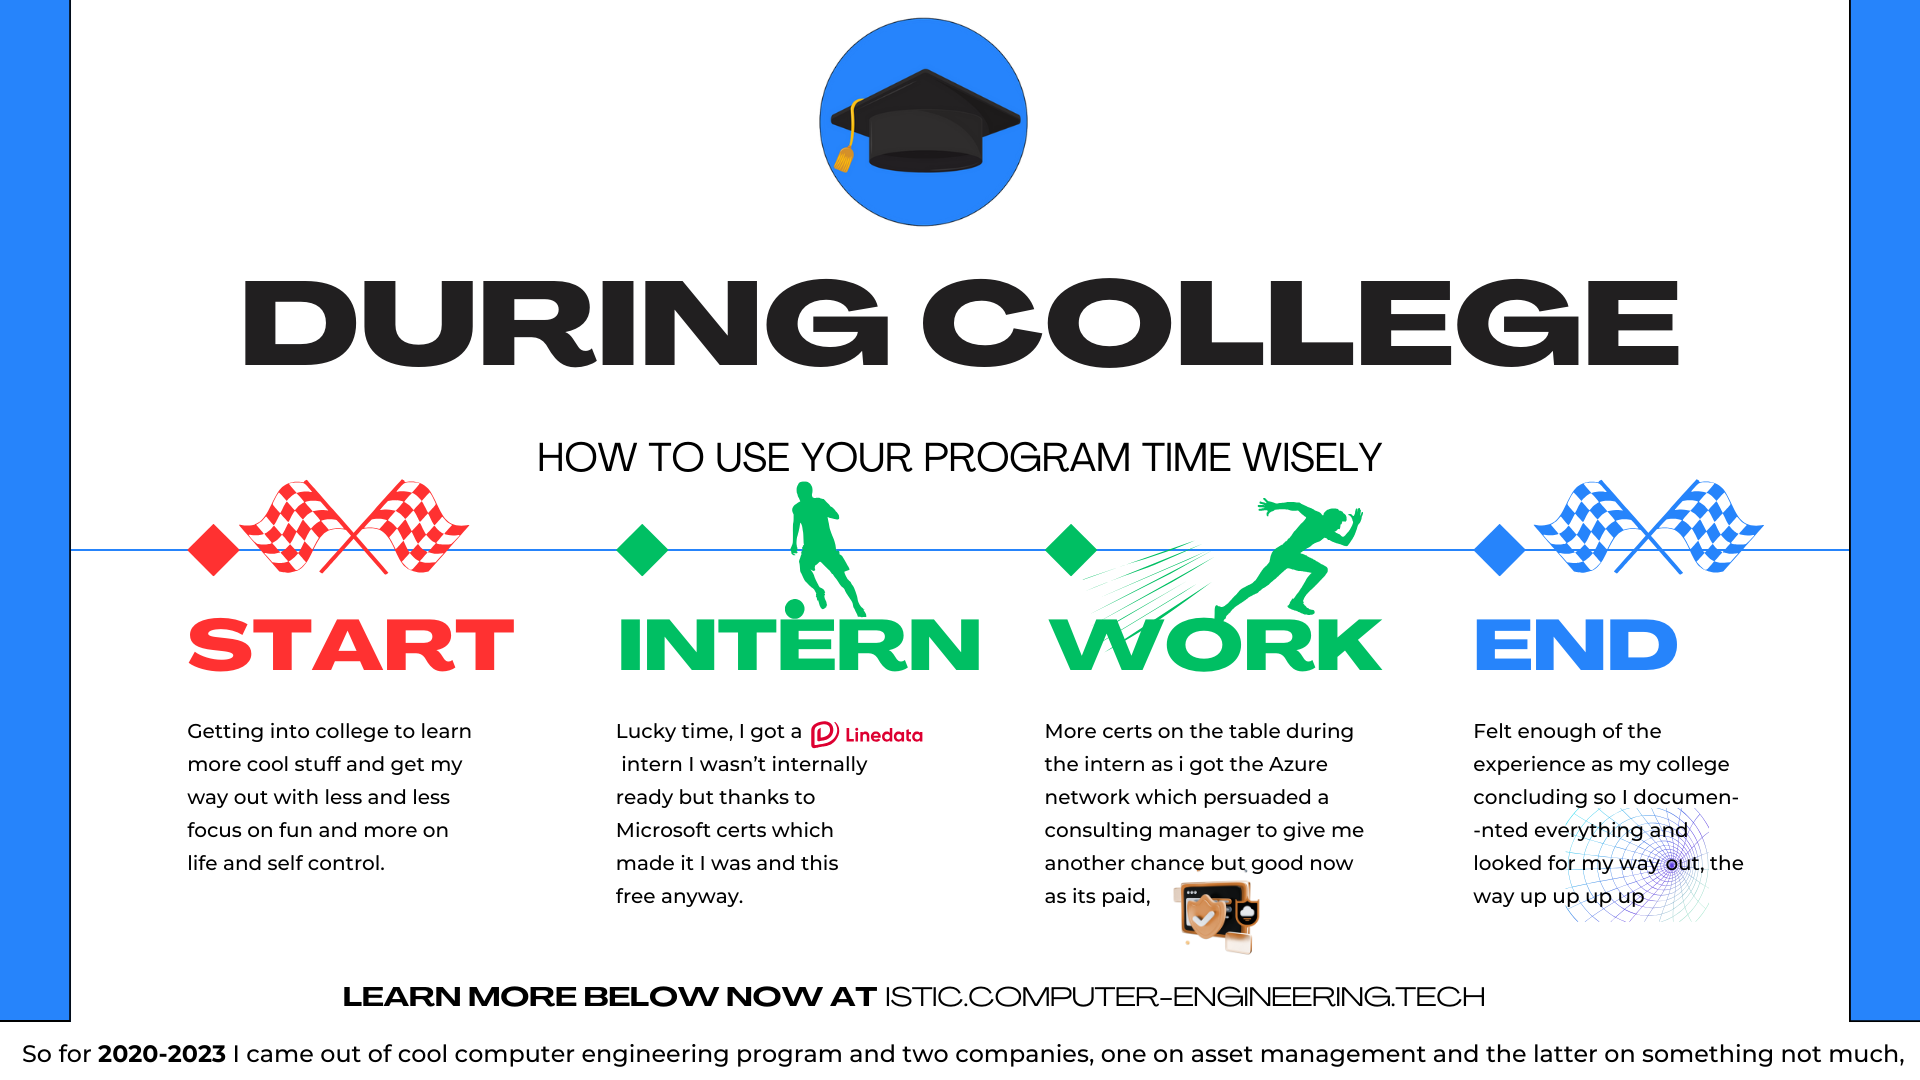 DURING COLLEGE
HOW TO USE YOUR PROGRAM TIME WISELY
START
Getting into college to learn
more cool stuff and get my
way out with less and less
focus on fun and more on
life and self control.
INTERN
Lucky time, I got a Linedata
intern I wasn't internally
ready but thanks to
Microsoft certs which
made it I was and this
free anyway.
WORK
More certs on the table during
the intern as i got the Azure
network which persuaded a
consulting manager to give me
another chance but good now
as its paid,
END
Felt enough of the
experience as my college
concluding so I documen-
-nted everything and
looked for my way out, the
way up up up up
LEARN MORE BELOW NOW AT ISTIC.COMPUTER-ENGINEERING.TECH
So for 2020-2023 I came out of cool computer engineering program and two companies, one on asset management and the latter on something not much,